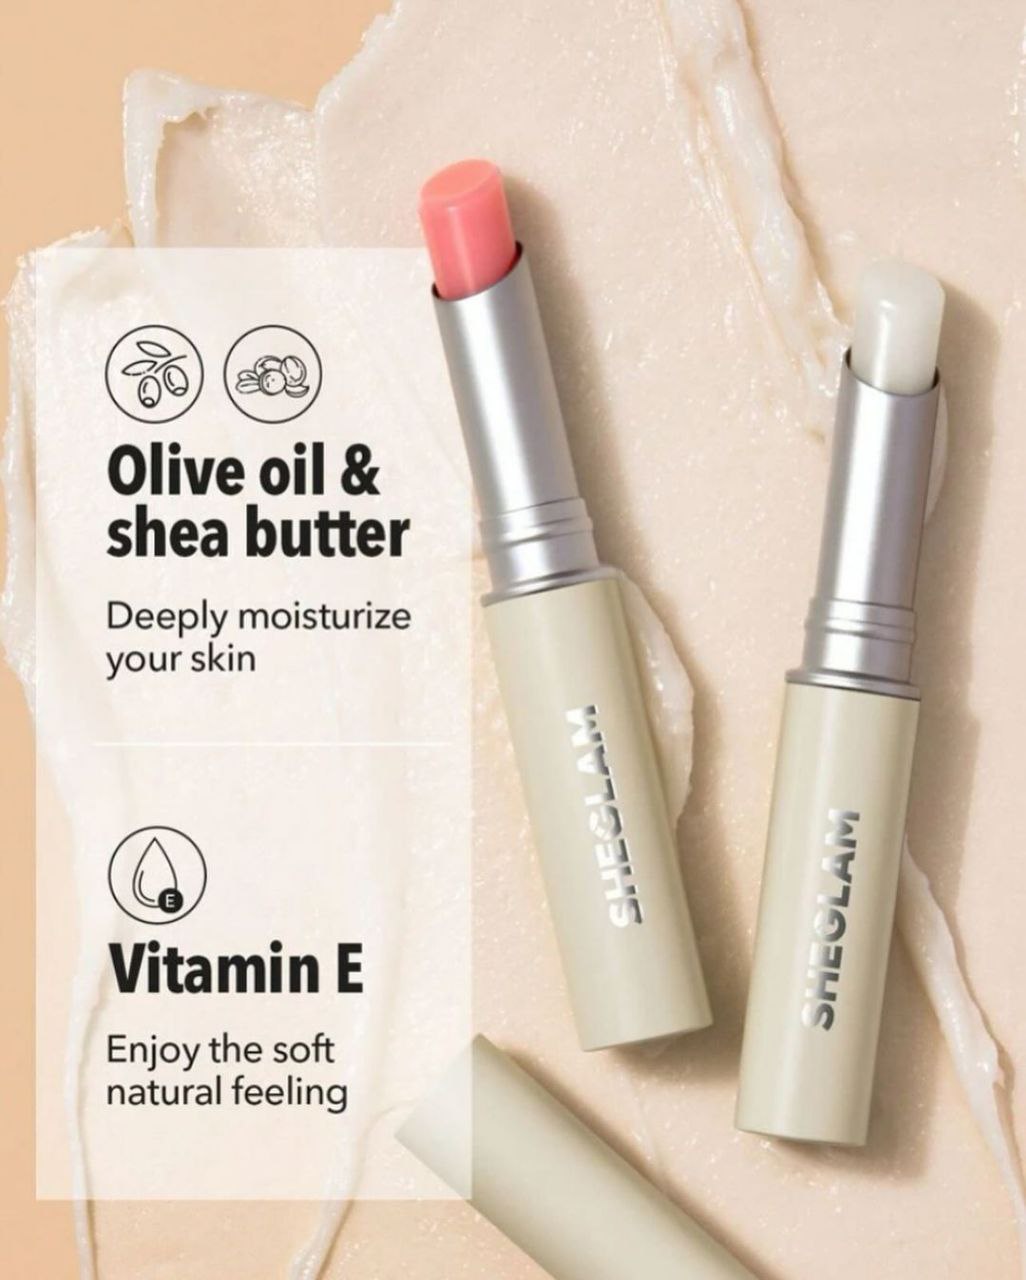 Olive oil &
shea butter
Deeply moisturize
your skin
E
Vitamin E
Enjoy the soft
natural feeling
SHEGLAM
SHEGLAM